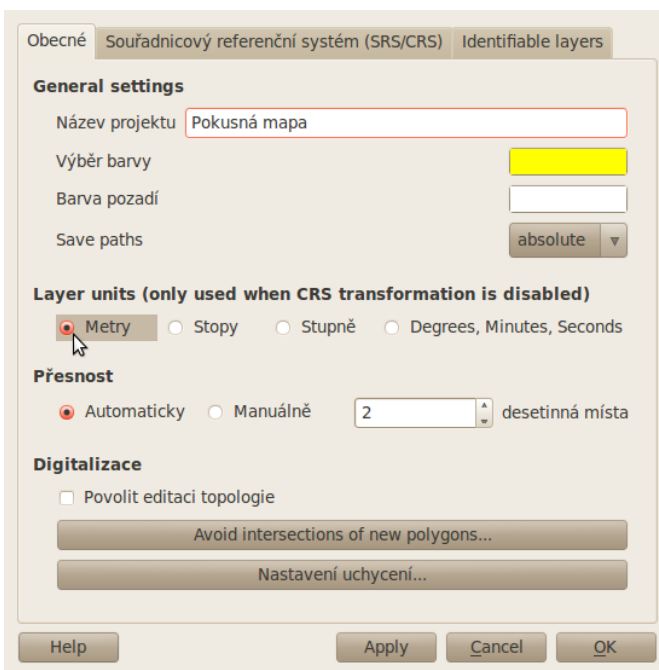 Obecné Souřadnicový referenční systém (SRS/CRS) Identifiable layers
General settings
Název projektu Pokusná mapa
Výběr barvy
Barva pozadí
Save paths absolute
Layer units (only used when CRS transformation is disabled)
Metry Stopy Stupně Degrees, Minutes, Seconds
Přesnost
Automaticky Manuálně 2 desetinná místa
Digitalizace
Povolit editaci topologie
Avoid intersections of new polygons...
Nastavení uchycení...
Help Apply Cancel OK